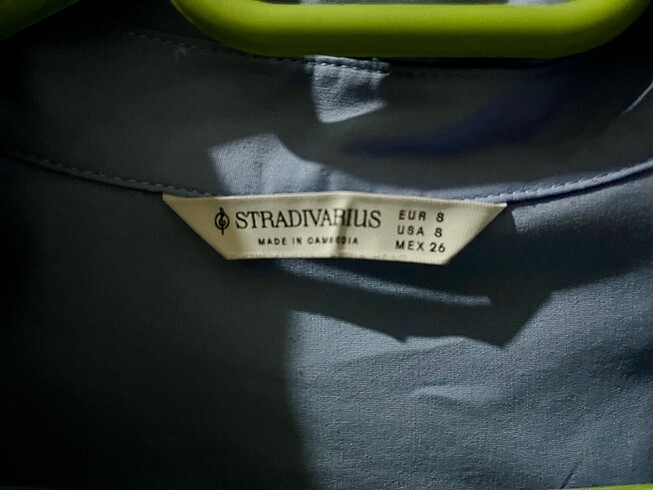 STRADIVARIUS
MADE IN CAMBODIA
EUR S
USA S
MEX 26